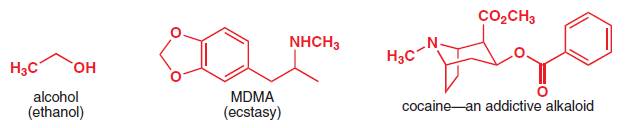 H₃C OH
alcohol
(ethanol)
O
O
NHCH₃
MDMA
(ecstasy)
CO₂CH₃
H₃C N
O
O
cocaine—an addictive alkaloid